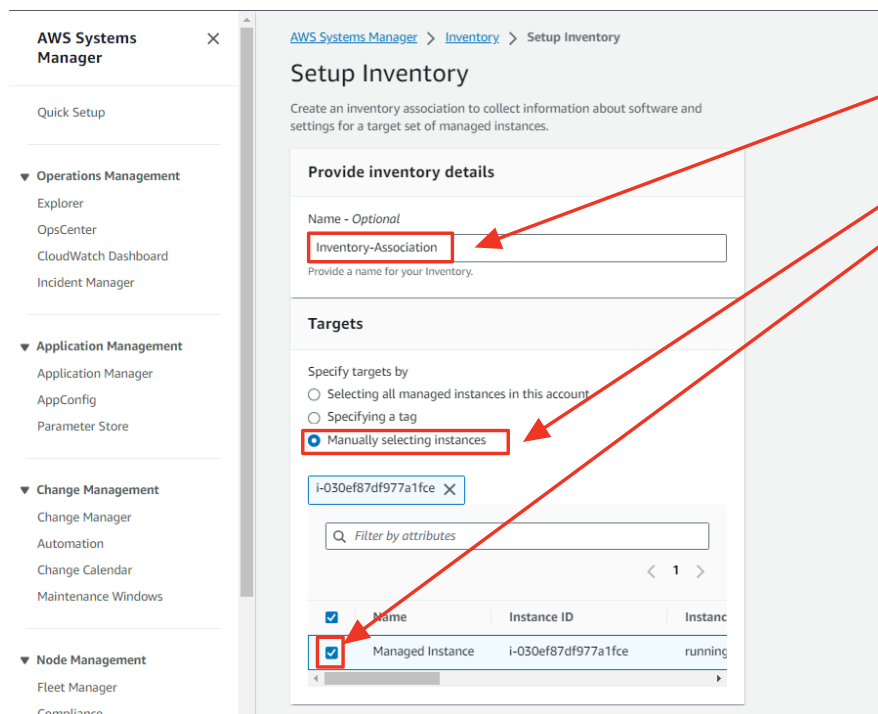 AWS Systems
Manager
Quick Setup
Operations Management
Explorer
OpsCenter
CloudWatch Dashboard
Incident Manager
Application Management
Application Manager
AppConfig
Parameter Store
Change Management
Change Manager
Automation
Change Calendar
Maintenance Windows
Node Management
Fleet Manager
Compliance
AWS Systems Manager > Inventory > Setup Inventory
Setup Inventory
Create an inventory association to collect information about software and
settings for a target set of managed instances.
Provide inventory details
Name - Optional
Inventory-Association
Provide a name for your Inventory.
Targets
Specify targets by
Selecting all managed instances in this account
Specifying a tag
Manually selecting instances
i-030ef87df977a1fce
Filter by attributes
1
Name Instance ID Instanc
Managed Instance i-030ef87df977a1fce running